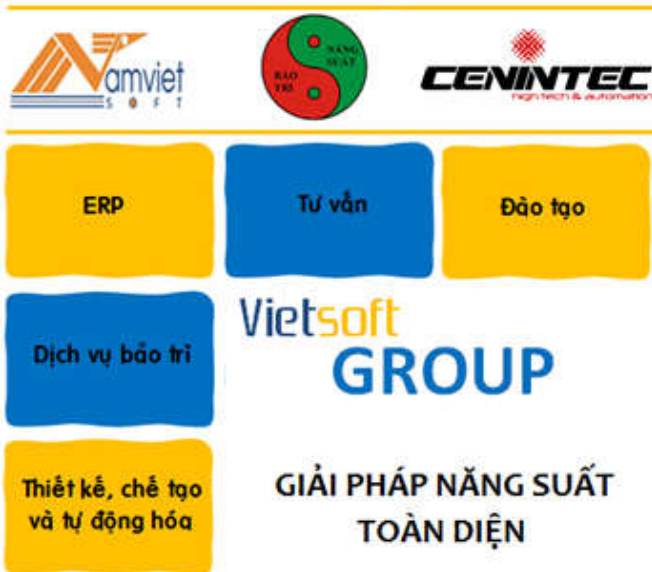 Namviet
SOFT
NĂNG
SUẤT
BẢO
TRÌ
CENINTEC
high tech & automation
ERP
Tư vấn
Đào tạo
Dịch vụ bảo trì
Vietsoft
GROUP
Thiết kế, chế tạo
và tự động hóa
GIẢI PHÁP NĂNG SUẤT
TOÀN DIỆN